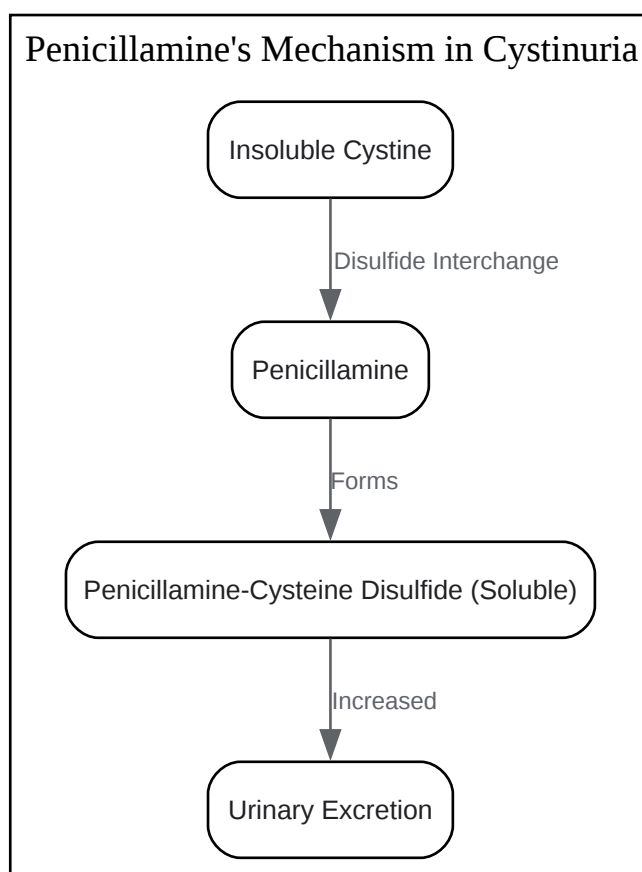 Penicillamine's Mechanism in Cystinuria
Insoluble Cystine
Disulfide Interchange
Penicillamine
Forms
Penicillamine-Cysteine Disulfide (Soluble)
Increased
Urinary Excretion